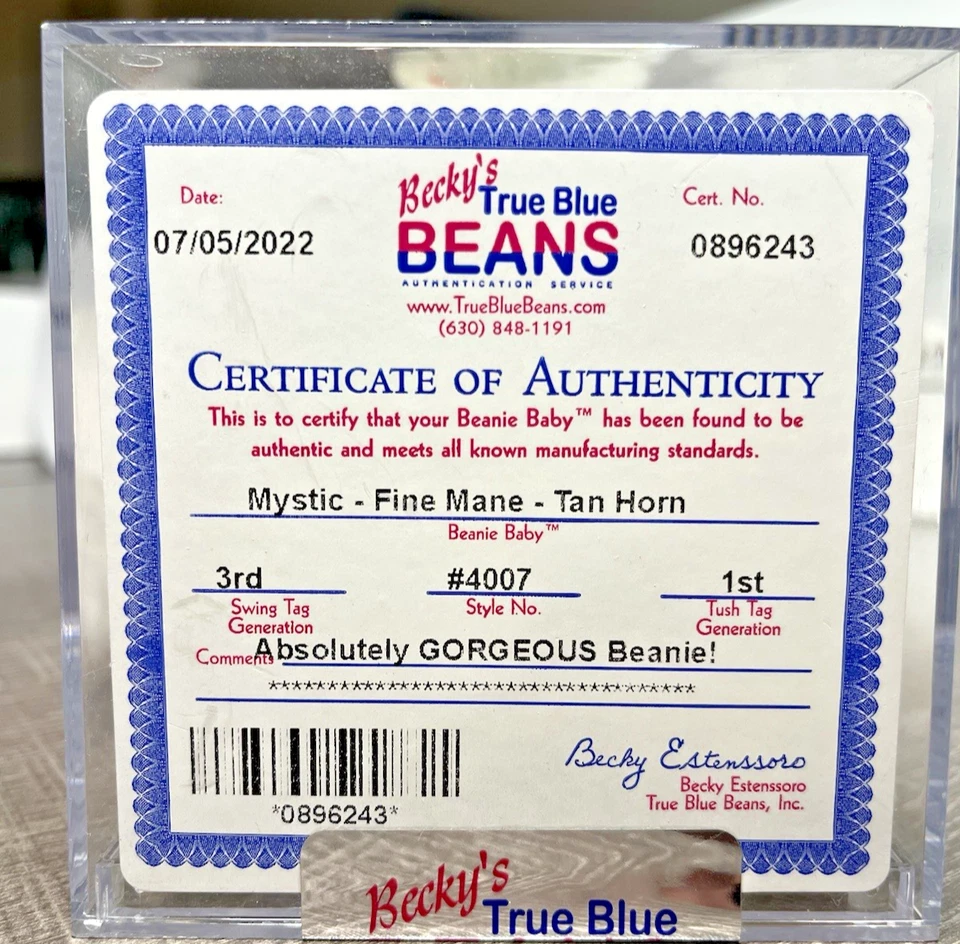 Becky's
True Blue
BEANS
AUTHENTICATION SERVICE
www.TrueBlueBeans.com
(630) 848-1191
Date:
07/05/2022
Cert. No.
0896243
CERTIFICATE OF AUTHENTICITY
This is to certify that your Beanie Baby™ has been found to be
authentic and meets all known manufacturing standards.
Mystic - Fine Mane - Tan Horn
Beanie Baby™
3rd #4007 1st
Swing Tag Generation
Style No.
Tush Tag Generation
Comments Absolutely GORGEOUS Beanie!
***********************************
*0896243*
Becky Estenssoro
Becky Estenssoro
True Blue Beans, Inc.
Becky's
True Blue